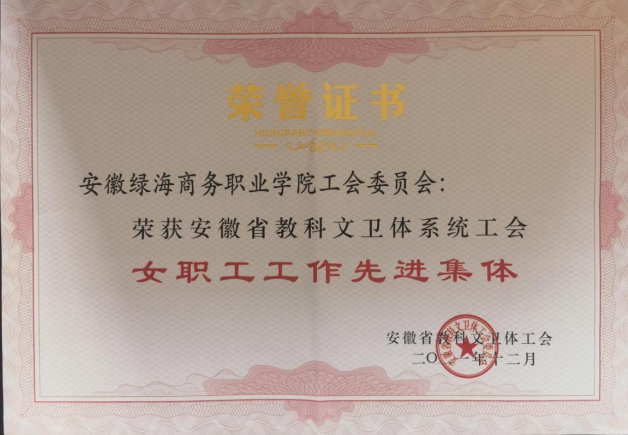 荣誉证书
安徽绿海商务职业学院工会委员会：
荣获安徽省教科文卫体系统工会
女职工工作先进集体
安徽省教科文卫体工会
二〇一年十二月